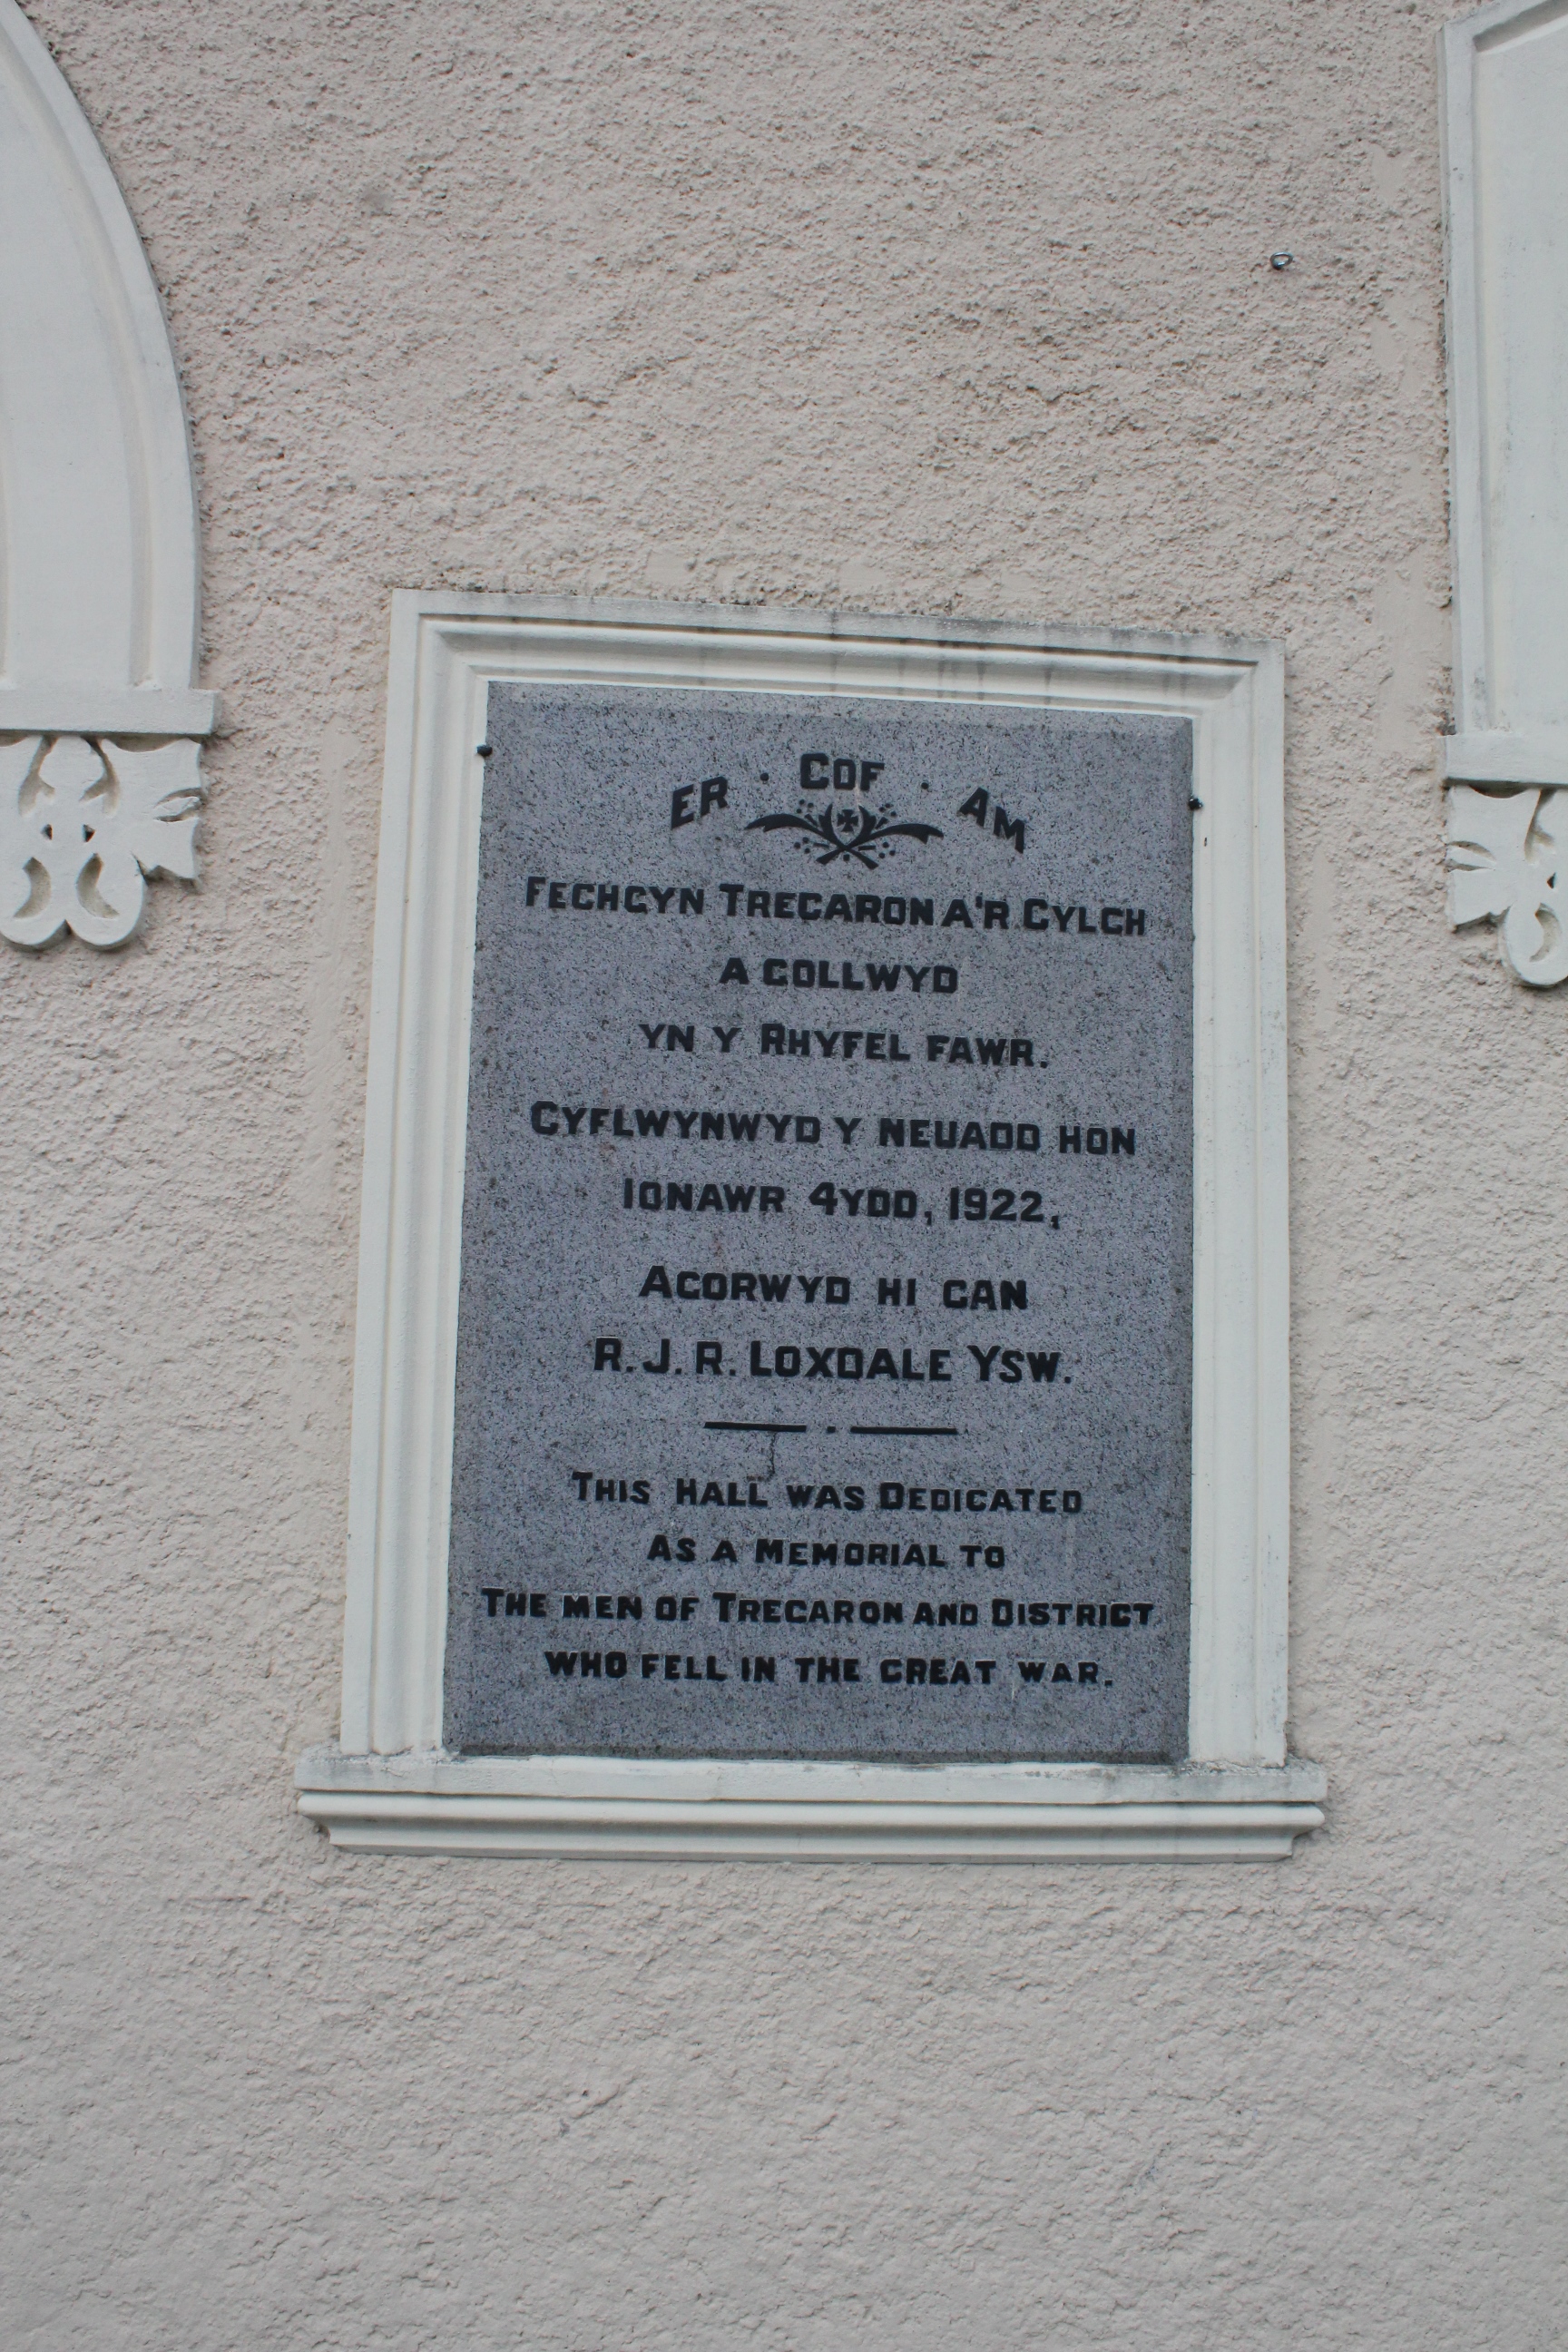 ER · COF · AM
FECHGYN TREGARON A'R CYLCH
A GOLLWYD
YN Y RHYFEL FAWR.
CYFLWYNWYD Y NEUADD HON
IONAWR 4YDD, 1922,
AGORWYD HI GAN
R. J. R. LOXDALE YSW.
THIS HALL WAS DEDICATED
AS A MEMORIAL TO
THE MEN OF TREGARON AND DISTRICT
WHO FELL IN THE GREAT WAR.